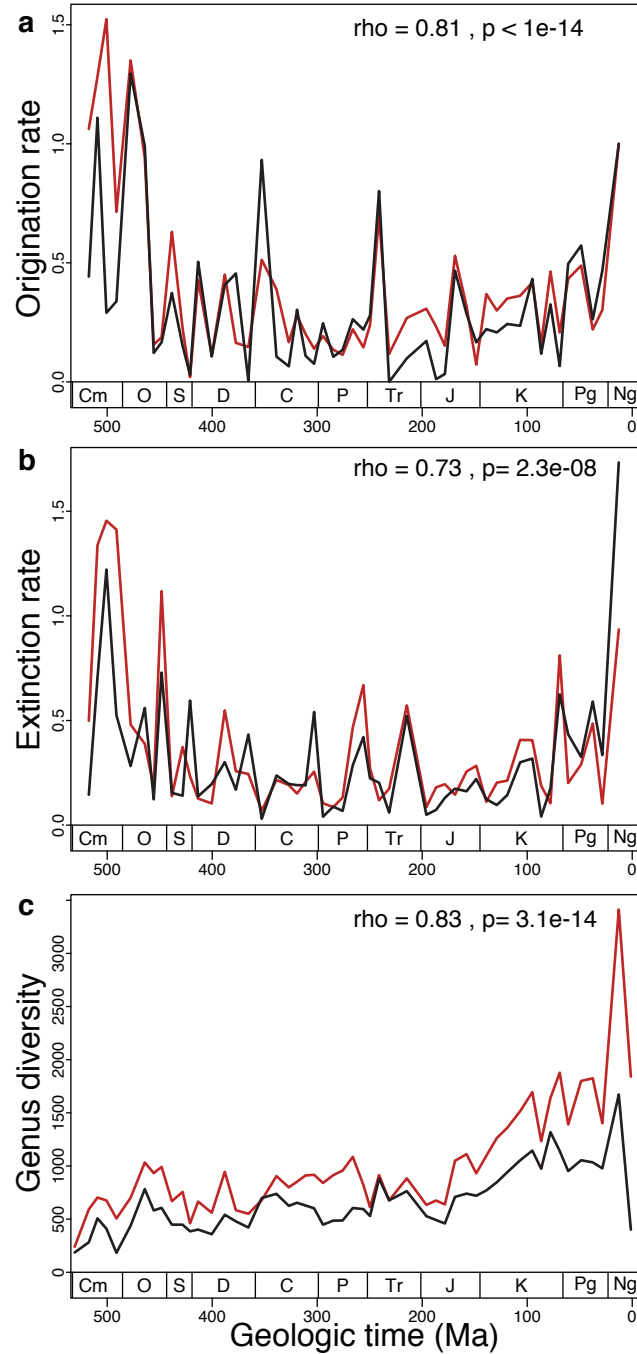 a
rho = 0.81 , p < 1e-14
Origination rate
1.5
1.0
0.5
0.0
Cm O S D C P Tr J K Pg Ng
500 400 300 200 100 0
b
rho = 0.73 , p= 2.3e-08
Extinction rate
1.5
1.0
0.5
0.0
Cm O S D C P Tr J K Pg Ng
500 400 300 200 100 0
c
rho = 0.83 , p= 3.1e-14
Genus diversity
3000
2500
2000
1500
1000
500
0
Cm O S D C P Tr J K Pg Ng
500 400 300 200 100 0
Geologic time (Ma)